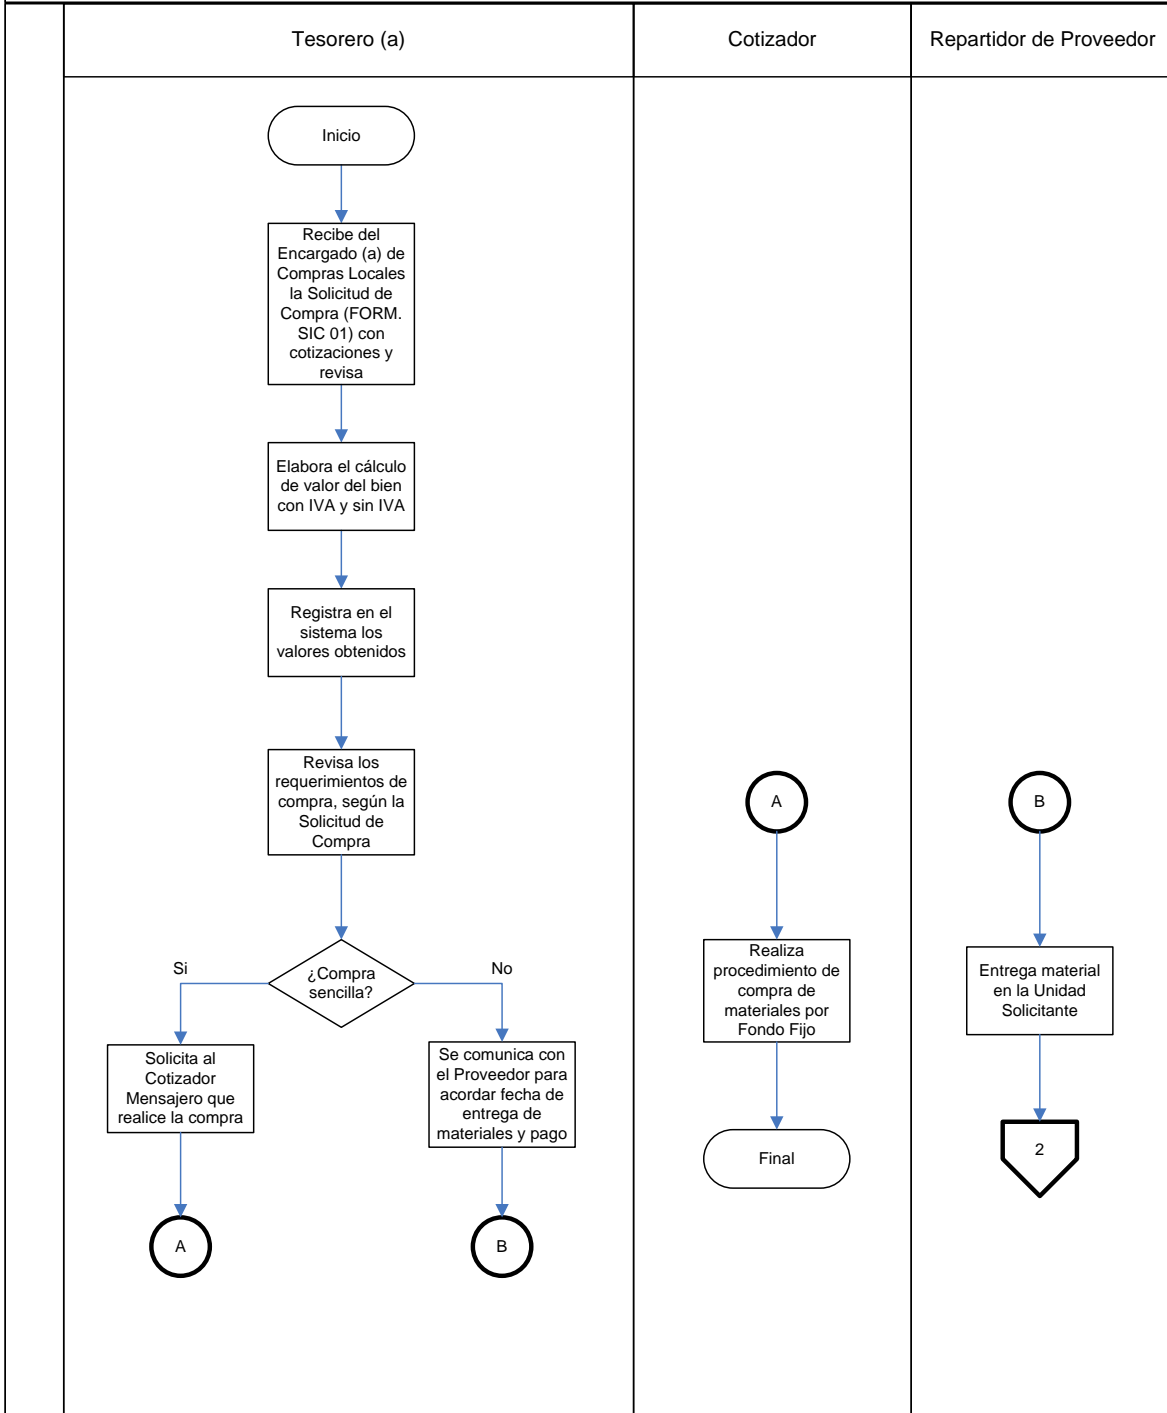 Tesorero (a)
Cotizador
Repartidor de Proveedor
Inicio
Recibe del
Encargado (a) de
Compras Locales
la Solicitud de
Compra (FORM.
SIC 01) con
cotizaciones y
revisa
Elabora el cálculo
de valor del bien
con IVA y sin IVA
Registra en el
sistema los
valores obtenidos
Revisa los
requerimientos de
compra, según la
Solicitud de
Compra
¿Compra
sencilla?
Si
No
Solicita al
Cotizador
Mensajero que
realice la compra
Se comunica con
el Proveedor para
acordar fecha de
entrega de
materiales y pago
A
B
A
Realiza
procedimiento de
compra de
materiales por
Fondo Fijo
Final
B
Entrega material
en la Unidad
Solicitante
2